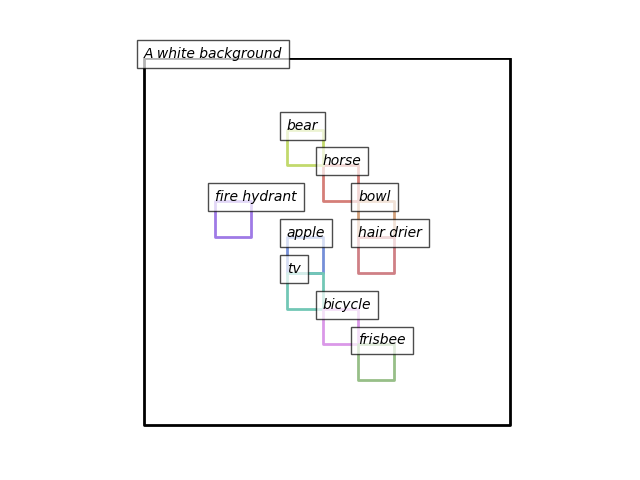 A white background
bear
horse
fire hydrant
bowl
apple
hair drier
tv
bicycle
frisbee